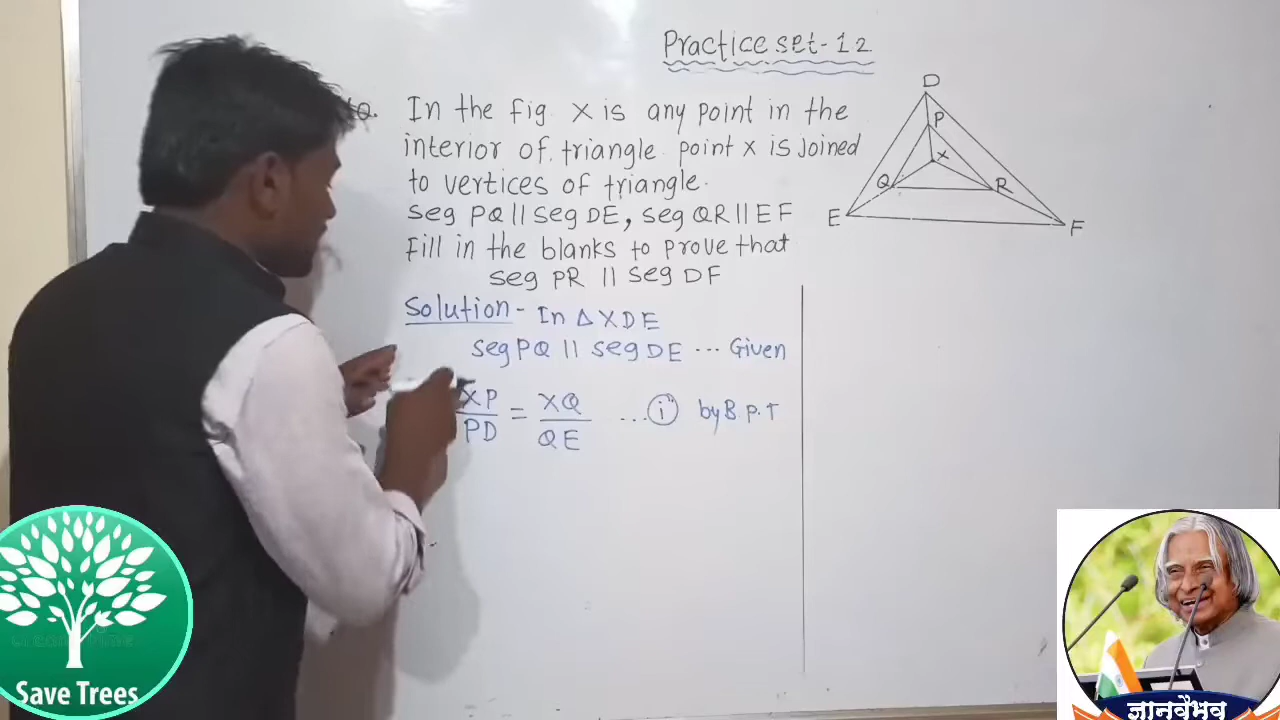 Practice set-1.2
Q. In the fig X is any point in the
interior of triangle. point x is joined
to vertices of triangle.
seg PQ || seg DE, seg QR || EF
Fill in the blanks to prove that
seg PR || seg DF
Solution - In Δ XDE
seg PQ || seg DE ... Given
XP/PD = XQ/QE ... (i) by B P.T
D
P
X
Q
R
E
F
Save Trees
ज्ञानवैभव